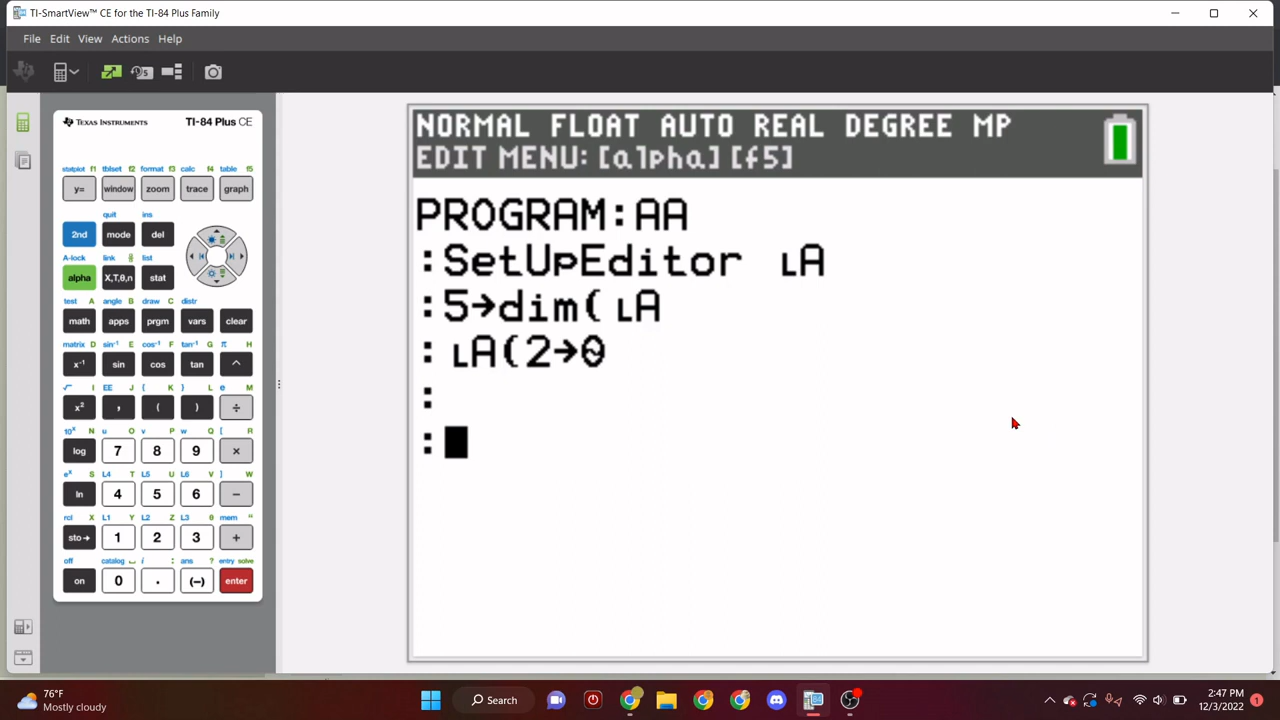 TI-SmartView™ CE for the TI-84 Plus Family
File Edit View Actions Help
TEXAS INSTRUMENTS TI-84 Plus CE
statplot f1 tblset f2 format f3 calc f4 table f5
y= window zoom trace graph
quit ins
2nd mode del
A-lock link list
alpha X,T,θ,n stat
test A angle B draw C distr
math apps prgm vars clear
matrix D sin⁻¹ E cos⁻¹ F tan⁻¹ G π H
x⁻¹ sin cos tan ^
√ I EE J { K } L e M
x² , ( ) ÷
10ˣ N u O v P w Q [ R
log 7 8 9 ×
eˣ S L4 T L5 U L6 V ] W
ln 4 5 6 −
rcl X L1 Y L2 Z L3 θ mem "
sto→ 1 2 3 +
off catalog ⎵ i : ans ? entry solve
on 0 . (–) enter
NORMAL FLOAT AUTO REAL DEGREE MP
EDIT MENU: [alpha] [f5]
PROGRAM:AA
:SetUpEditor ʟA
:5→dim(ʟA
:ʟA(2→θ
:
:
76°F
Mostly cloudy
Search
2:47 PM
12/3/2022
1